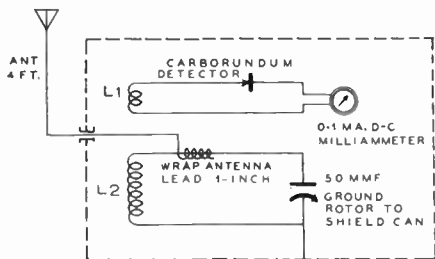 ANT
4 FT.
CARBORUNDUM
DETECTOR
L1
0-1 MA. D-C
MILLIAMMETER
WRAP ANTENNA
LEAD 1-INCH
L2
50 MMF
GROUND
ROTOR TO
SHIELD CAN